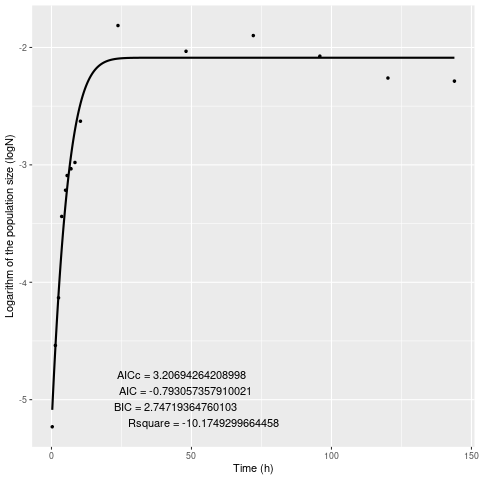 Logarithm of the population size (logN)
-2
-3
-4
-5
AICc = 3.20694264208998
AIC = -0.793057357910021
BIC = 2.74719364760103
Rsquare = -10.1749299664458
0 50 100 150
Time (h)